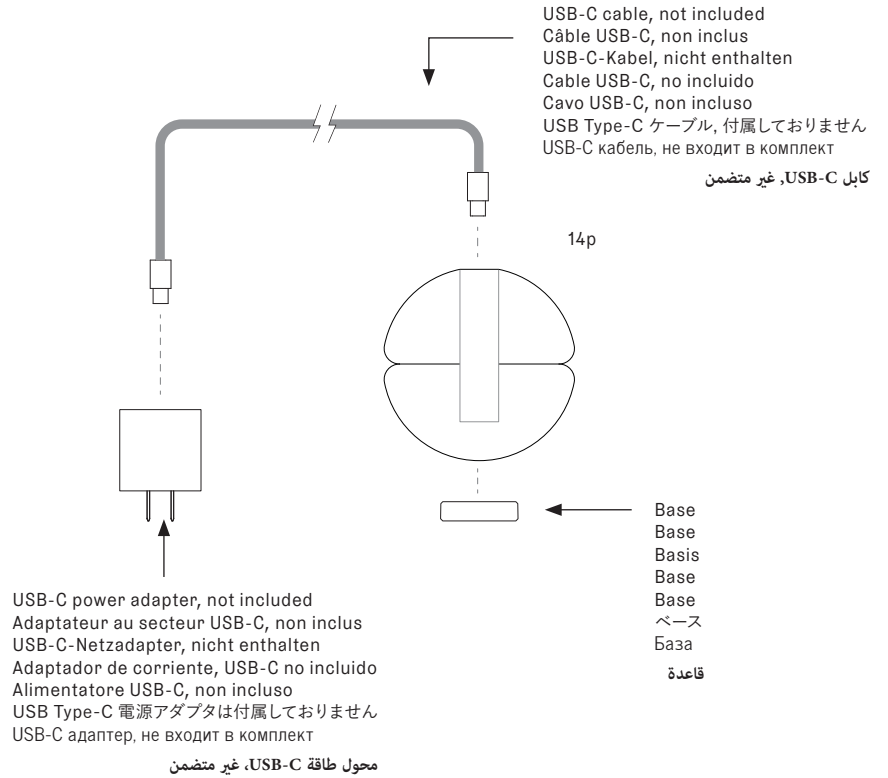 USB-C cable, not included
Câble USB-C, non inclus
USB-C-Kabel, nicht enthalten
Cable USB-C, no incluido
Cavo USB-C, non incluso
USB Type-C ケーブル, 付属しておりません
USB-C кабель, не входит в комплект
كابل USB-C, غير متضمن
14p
Base
Base
Basis
Base
Base
ベース
База
قاعدة
USB-C power adapter, not included
Adaptateur au secteur USB-C, non inclus
USB-C-Netzadapter, nicht enthalten
Adaptador de corriente, USB-C no incluido
Alimentatore USB-C, non incluso
USB Type-C 電源アダプタは付属しておりません
USB-C адаптер, не входит в комплект
محول طاقة USB-C، غير متضمن